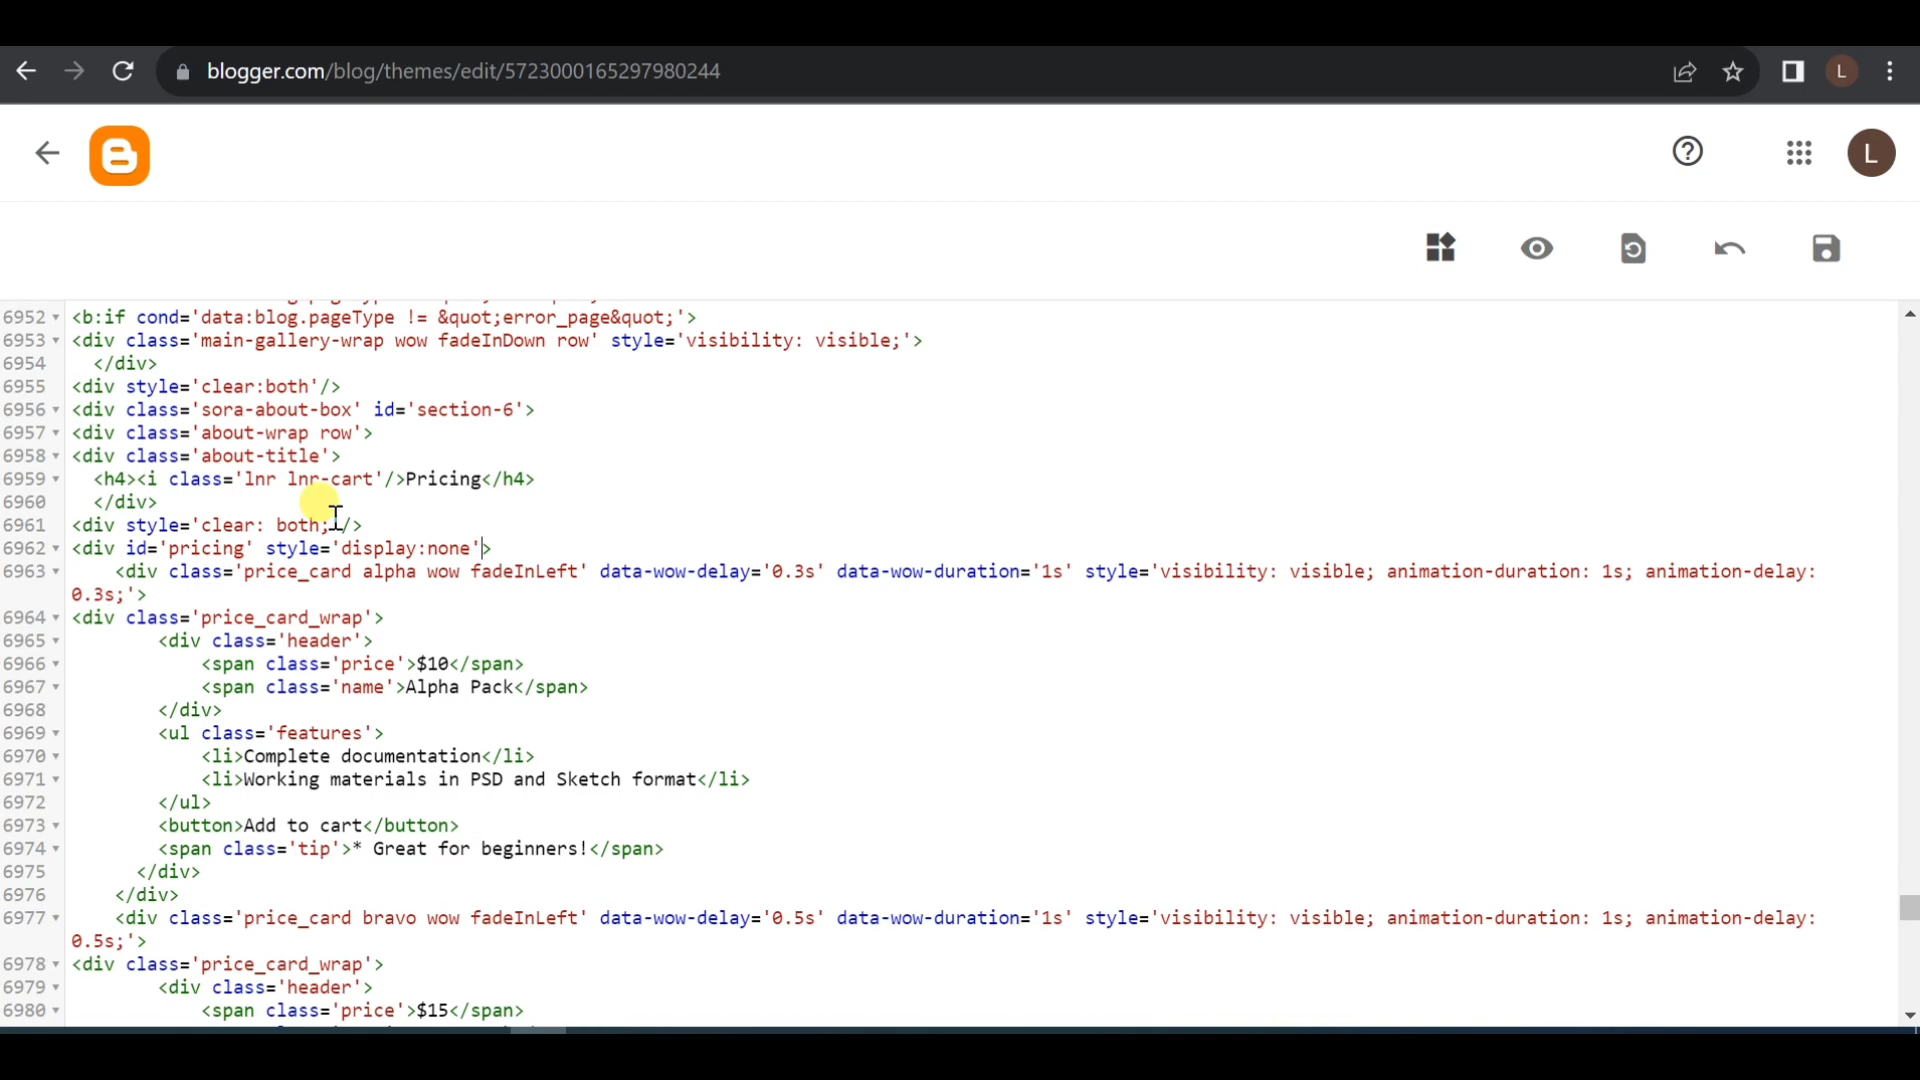 blogger.com/blog/themes/edit/5723000165297980244
L
L
6952 <b:if cond='data:blog.pageType != &quot;error_page&quot;'>
6953 <div class='main-gallery-wrap wow fadeInDown row' style='visibility: visible;'>
6954 </div>
6955 <div style='clear:both'/>
6956 <div class='sora-about-box' id='section-6'>
6957 <div class='about-wrap row'>
6958 <div class='about-title'>
6959 <h4><i class='lnr lnr-cart'/>Pricing</h4>
6960 </div>
6961 <div style='clear: both; />
6962 <div id='pricing' style='display:none'>
6963 <div class='price_card alpha wow fadeInLeft' data-wow-delay='0.3s' data-wow-duration='1s' style='visibility: visible; animation-duration: 1s; animation-delay:
0.3s;'>
6964 <div class='price_card_wrap'>
6965 <div class='header'>
6966 <span class='price'>$10</span>
6967 <span class='name'>Alpha Pack</span>
6968 </div>
6969 <ul class='features'>
6970 <li>Complete documentation</li>
6971 <li>Working materials in PSD and Sketch format</li>
6972 </ul>
6973 <button>Add to cart</button>
6974 <span class='tip'>* Great for beginners!</span>
6975 </div>
6976 </div>
6977 <div class='price_card bravo wow fadeInLeft' data-wow-delay='0.5s' data-wow-duration='1s' style='visibility: visible; animation-duration: 1s; animation-delay:
0.5s;'>
6978 <div class='price_card_wrap'>
6979 <div class='header'>
6980 <span class='price'>$15</span>